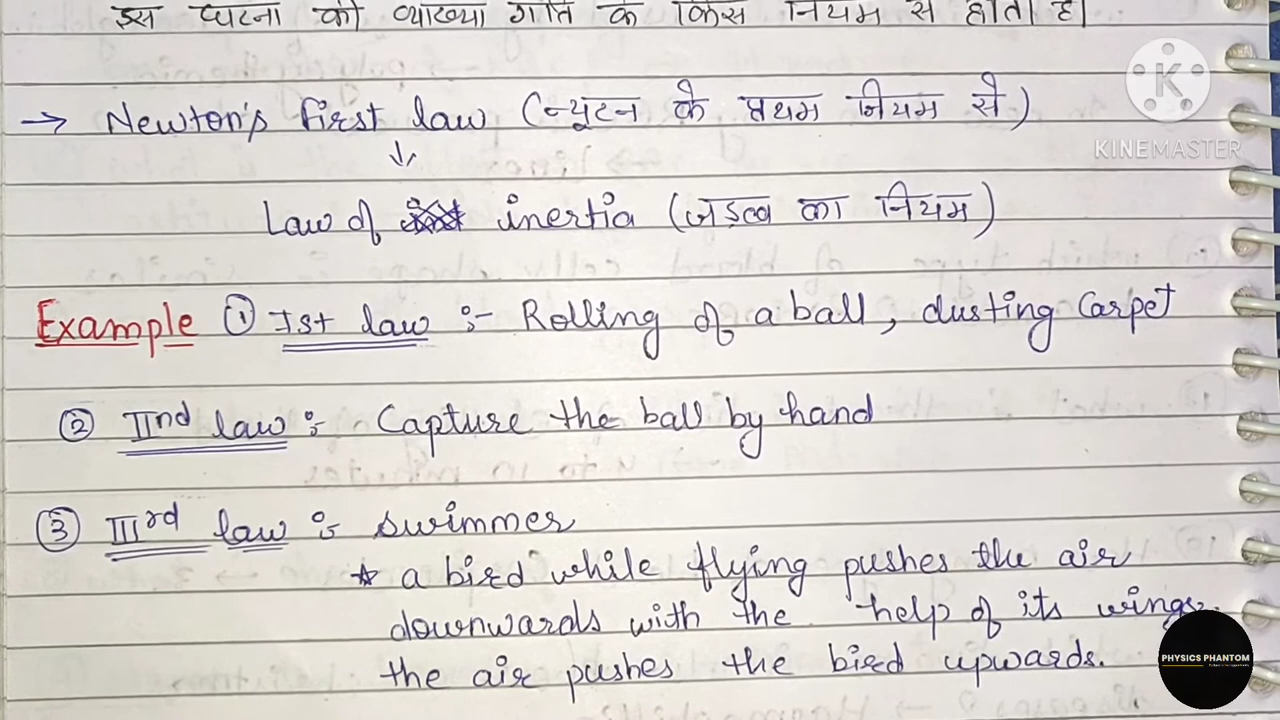 इस घटना की व्याख्या गति के किस नियम से होता है।
→ Newton's first law (न्यूटन के प्रथम नियम से)
↓
Law of inertia (जड़त्व का नियम)
Example ① Ist law :- Rolling of a ball, dusting Carpet
② IInd law :- Capture the ball by hand
③ IIIrd law :- swimmer
★ a bird while flying pushes the air
downwards with the help of its wings
the air pushes the bird upwards.
K
KINEMASTER
PHYSICS PHANTOM